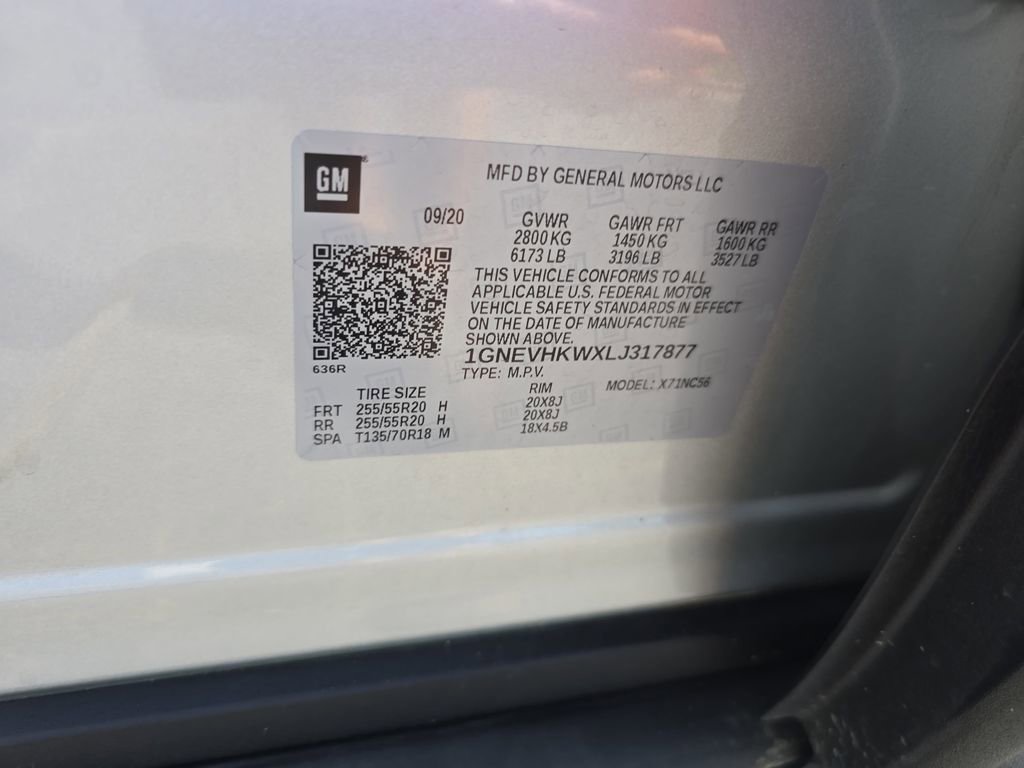 GM
MFD BY GENERAL MOTORS LLC
09/20 GVWR GAWR FRT GAWR RR
2800 KG 1450 KG 1600 KG
6173 LB 3196 LB 3527 LB
THIS VEHICLE CONFORMS TO ALL
APPLICABLE U.S. FEDERAL MOTOR
VEHICLE SAFETY STANDARDS IN EFFECT
ON THE DATE OF MANUFACTURE
SHOWN ABOVE.
1GNEVHKWXLJ317877
636R TYPE: M.P.V.
TIRE SIZE RIM MODEL: X71NC56
FRT 255/55R20 H 20X8J
RR 255/55R20 H 20X8J
SPA T135/70R18 M 18X4.5B